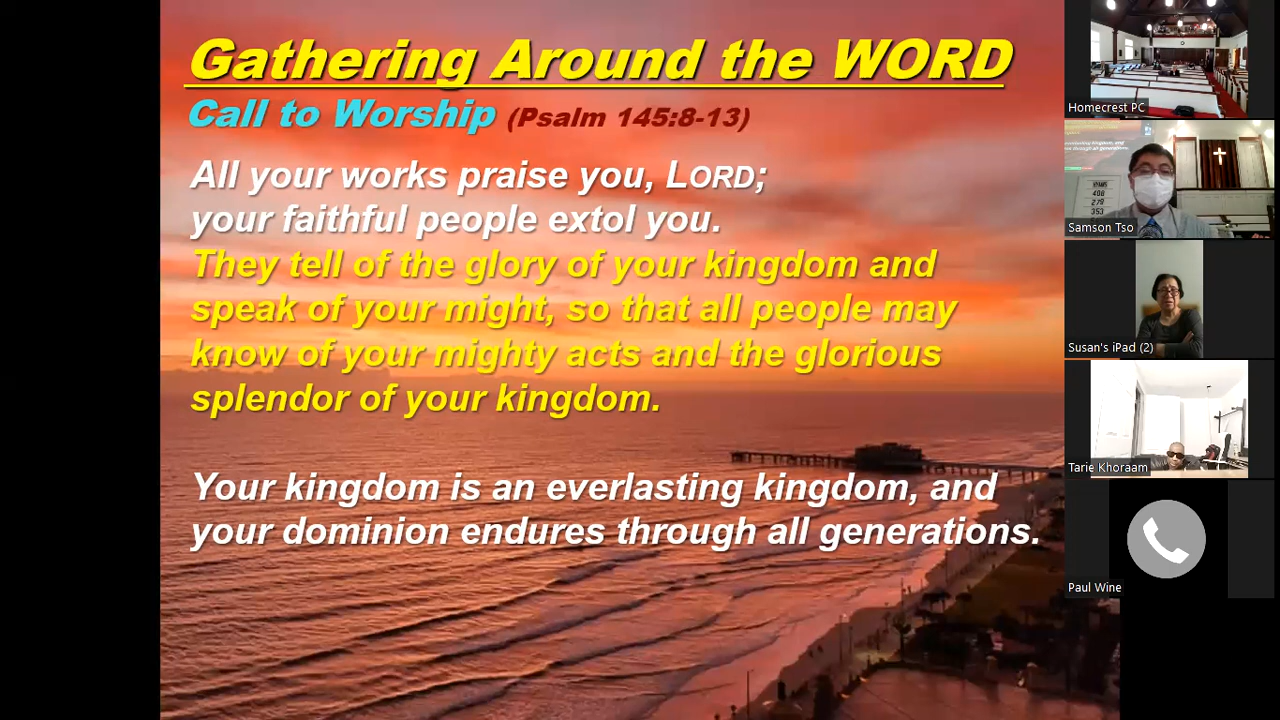 Gathering Around the WORD
Call to Worship (Psalm 145:8-13)
All your works praise you, LORD;
your faithful people extol you.
They tell of the glory of your kingdom and
speak of your might, so that all people may
know of your mighty acts and the glorious
splendor of your kingdom.
Your kingdom is an everlasting kingdom, and
your dominion endures through all generations.
Homecrest PC
HYMNS
408
279
353
Samson Tso
Susan's iPad (2)
Tarie Khoraam
Paul Wine